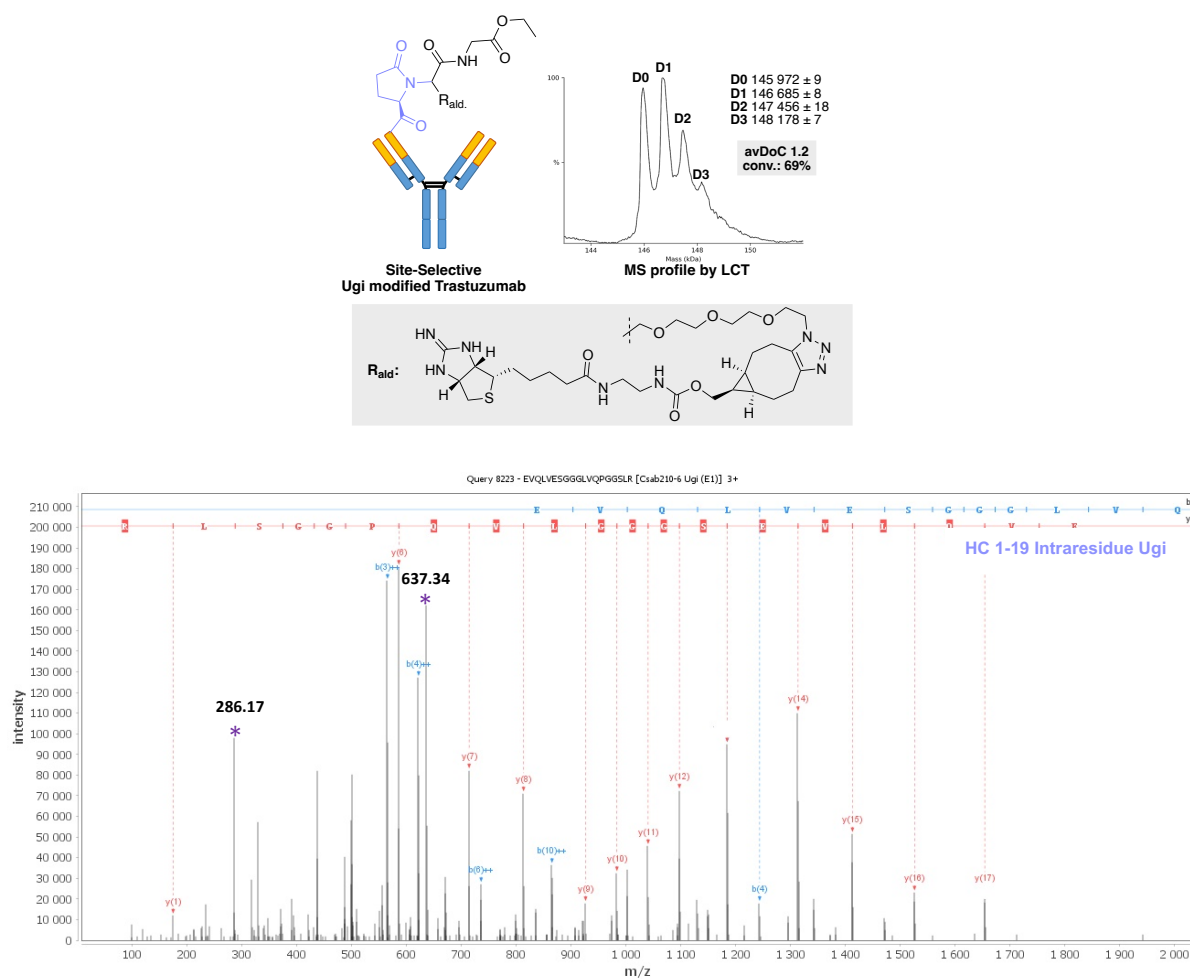 O
O
NH
O
O
N
O
Rald.
O
Site-Selective
Ugi modified Trastuzumab
100
%
D0
D1
D2
D3
144
146
148
150
Mass (kDa)
MS profile by LCT
D0 145 972 ± 9
D1 146 685 ± 8
D2 147 456 ± 18
D3 148 178 ± 7
avDoC 1.2
conv.: 69%
Rald:
HN
NH
HN
H
H
S
O
N
H
H
N
O
O
H
H
O
O
O
N
N
N
Query 8223 - EVQLVESGGGLVQPGGSLR [Csab210-6 Ugi (E1)] 3+
E V Q L V E S G G G L V Q
b
R L S G G P Q V L G G G S E V L
y
HC 1-19 Intraresidue Ugi
intensity
210 000
200 000
190 000
180 000
170 000
160 000
150 000
140 000
130 000
120 000
110 000
100 000
90 000
80 000
70 000
60 000
50 000
40 000
30 000
20 000
10 000
0
y(1)
286.17
*
b(3)++
y(6)
637.34
*
b(4)++
y(7)
b(6)++
y(8)
b(10)++
y(9)
y(10)
y(11)
y(12)
b(4)
y(14)
y(15)
y(16)
y(17)
100
200
300
400
500
600
700
800
900
1 000
1 100
1 200
1 300
1 400
1 500
1 600
1 700
1 800
1 900
2 000
m/z